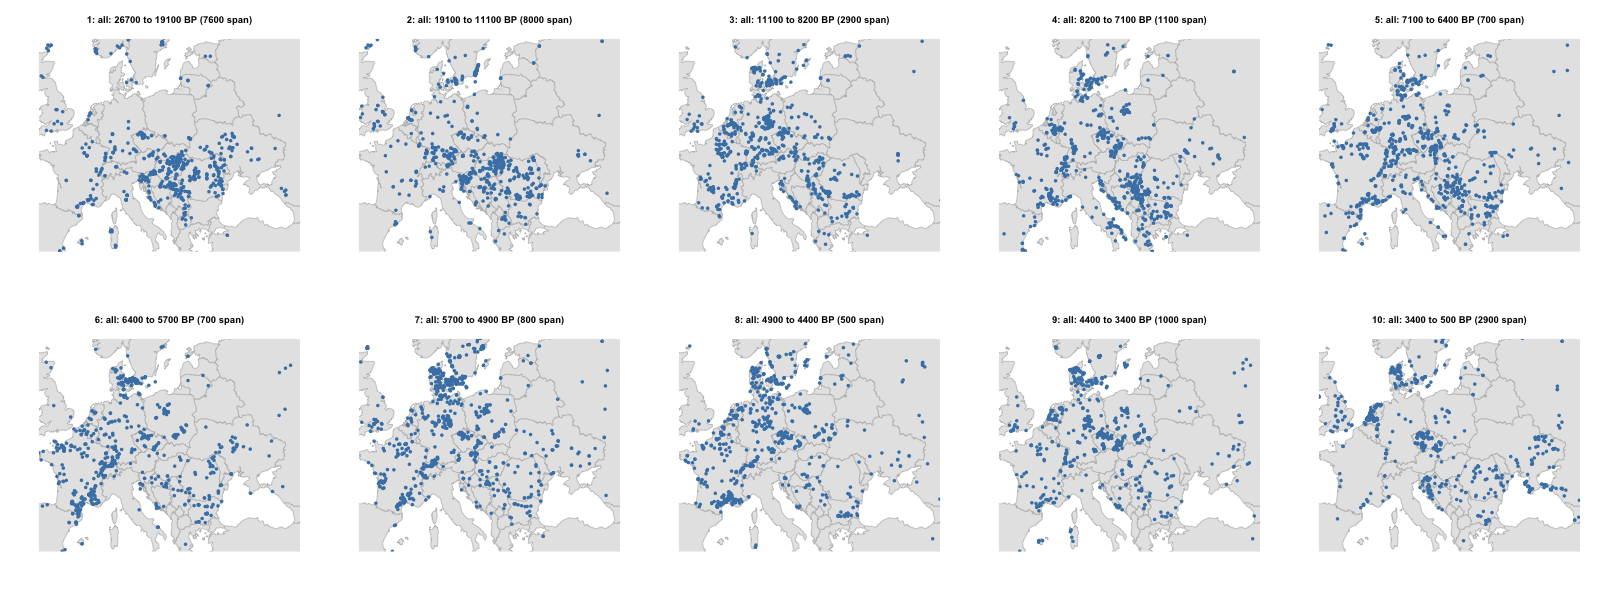 1: all: 26700 to 19100 BP (7600 span)
2: all: 19100 to 11100 BP (8000 span)
3: all: 11100 to 8200 BP (2900 span)
4: all: 8200 to 7100 BP (1100 span)
5: all: 7100 to 6400 BP (700 span)
6: all: 6400 to 5700 BP (700 span)
7: all: 5700 to 4900 BP (800 span)
8: all: 4900 to 4400 BP (500 span)
9: all: 4400 to 3400 BP (1000 span)
10: all: 3400 to 500 BP (2900 span)